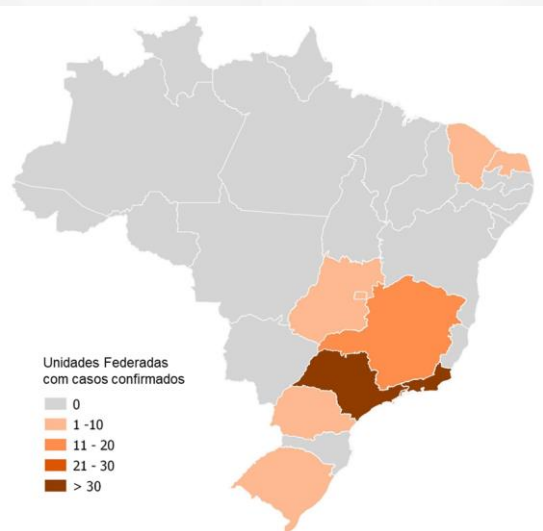 Unidades Federadas
com casos confirmados
0
1 -10
11 - 20
21 - 30
> 30